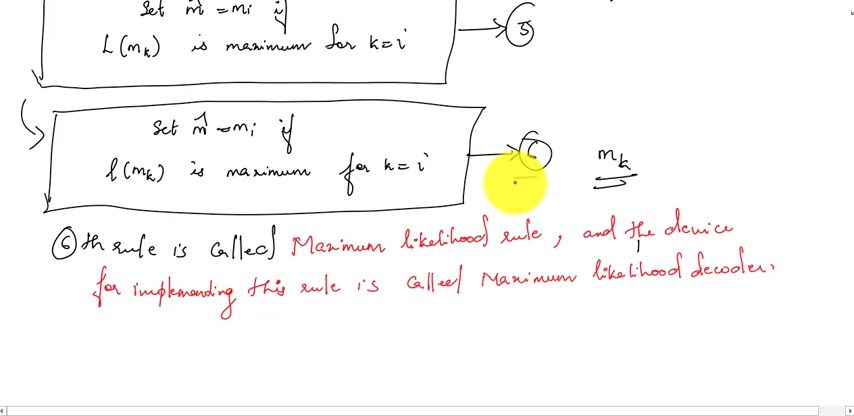 Set m̂ = mi if
L(mk) is maximum for k=i → ⑤
Set m̂ = mi if
l(mk) is maximum for k=i → ⑥ mk
⑥th rule is called Maximum likelihood rule, and the device
for implementing this rule is called Maximum likelihood decoder.